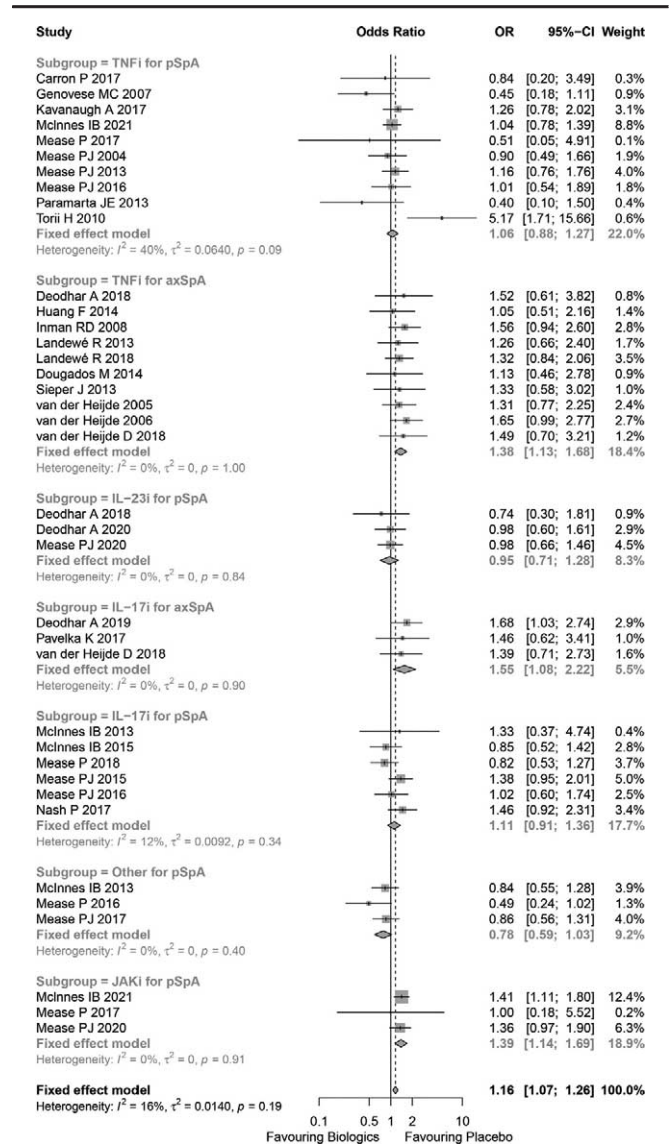 Study Odds Ratio OR 95%−CI Weight
Subgroup = TNFi for pSpA
Carron P 2017 0.84 [0.20; 3.49] 0.3%
Genovese MC 2007 0.45 [0.18; 1.11] 0.9%
Kavanaugh A 2017 1.26 [0.78; 2.02] 3.1%
McInnes IB 2021 1.04 [0.78; 1.39] 8.8%
Mease P 2017 0.51 [0.05; 4.91] 0.1%
Mease PJ 2004 0.90 [0.49; 1.66] 1.9%
Mease PJ 2013 1.16 [0.76; 1.76] 4.0%
Mease PJ 2016 1.01 [0.54; 1.89] 1.8%
Paramarta JE 2013 0.40 [0.10; 1.50] 0.4%
Torii H 2010 5.17 [1.71; 15.66] 0.6%
Fixed effect model 1.06 [0.88; 1.27] 22.0%
Heterogeneity: I² = 40%, τ² = 0.0640, p = 0.09
Subgroup = TNFi for axSpA
Deodhar A 2018 1.52 [0.61; 3.82] 0.8%
Huang F 2014 1.05 [0.51; 2.16] 1.4%
Inman RD 2008 1.56 [0.94; 2.60] 2.8%
Landewé R 2013 1.26 [0.66; 2.40] 1.7%
Landewé R 2018 1.32 [0.84; 2.06] 3.5%
Dougados M 2014 1.13 [0.46; 2.78] 0.9%
Sieper J 2013 1.33 [0.58; 3.02] 1.0%
van der Heijde 2005 1.31 [0.77; 2.25] 2.4%
van der Heijde 2006 1.65 [0.99; 2.77] 2.7%
van der Heijde D 2018 1.49 [0.70; 3.21] 1.2%
Fixed effect model 1.38 [1.13; 1.68] 18.4%
Heterogeneity: I² = 0%, τ² = 0, p = 1.00
Subgroup = IL−23i for pSpA
Deodhar A 2018 0.74 [0.30; 1.81] 0.9%
Deodhar A 2020 0.98 [0.60; 1.61] 2.9%
Mease PJ 2020 0.98 [0.66; 1.46] 4.5%
Fixed effect model 0.95 [0.71; 1.28] 8.3%
Heterogeneity: I² = 0%, τ² = 0, p = 0.84
Subgroup = IL−17i for axSpA
Deodhar A 2019 1.68 [1.03; 2.74] 2.9%
Pavelka K 2017 1.46 [0.62; 3.41] 1.0%
van der Heijde D 2018 1.39 [0.71; 2.73] 1.6%
Fixed effect model 1.55 [1.08; 2.22] 5.5%
Heterogeneity: I² = 0%, τ² = 0, p = 0.90
Subgroup = IL−17i for pSpA
McInnes IB 2013 1.33 [0.37; 4.74] 0.4%
McInnes IB 2015 0.85 [0.52; 1.42] 2.8%
Mease P 2018 0.82 [0.53; 1.27] 3.7%
Mease PJ 2015 1.38 [0.95; 2.01] 5.0%
Mease PJ 2016 1.02 [0.60; 1.74] 2.5%
Nash P 2017 1.46 [0.92; 2.31] 3.4%
Fixed effect model 1.11 [0.91; 1.36] 17.7%
Heterogeneity: I² = 12%, τ² = 0.0092, p = 0.34
Subgroup = Other for pSpA
McInnes IB 2013 0.84 [0.55; 1.28] 3.9%
Mease P 2016 0.49 [0.24; 1.02] 1.3%
Mease PJ 2017 0.86 [0.56; 1.31] 4.0%
Fixed effect model 0.78 [0.59; 1.03] 9.2%
Heterogeneity: I² = 0%, τ² = 0, p = 0.40
Subgroup = JAKi for pSpA
McInnes IB 2021 1.41 [1.11; 1.80] 12.4%
Mease P 2017 1.00 [0.18; 5.52] 0.2%
Mease PJ 2020 1.36 [0.97; 1.90] 6.3%
Fixed effect model 1.39 [1.14; 1.69] 18.9%
Heterogeneity: I² = 0%, τ² = 0, p = 0.91
Fixed effect model 1.16 [1.07; 1.26] 100.0%
Heterogeneity: I² = 16%, τ² = 0.0140, p = 0.19
0.1 0.5 1 2 10
Favouring Biologics Favouring Placebo